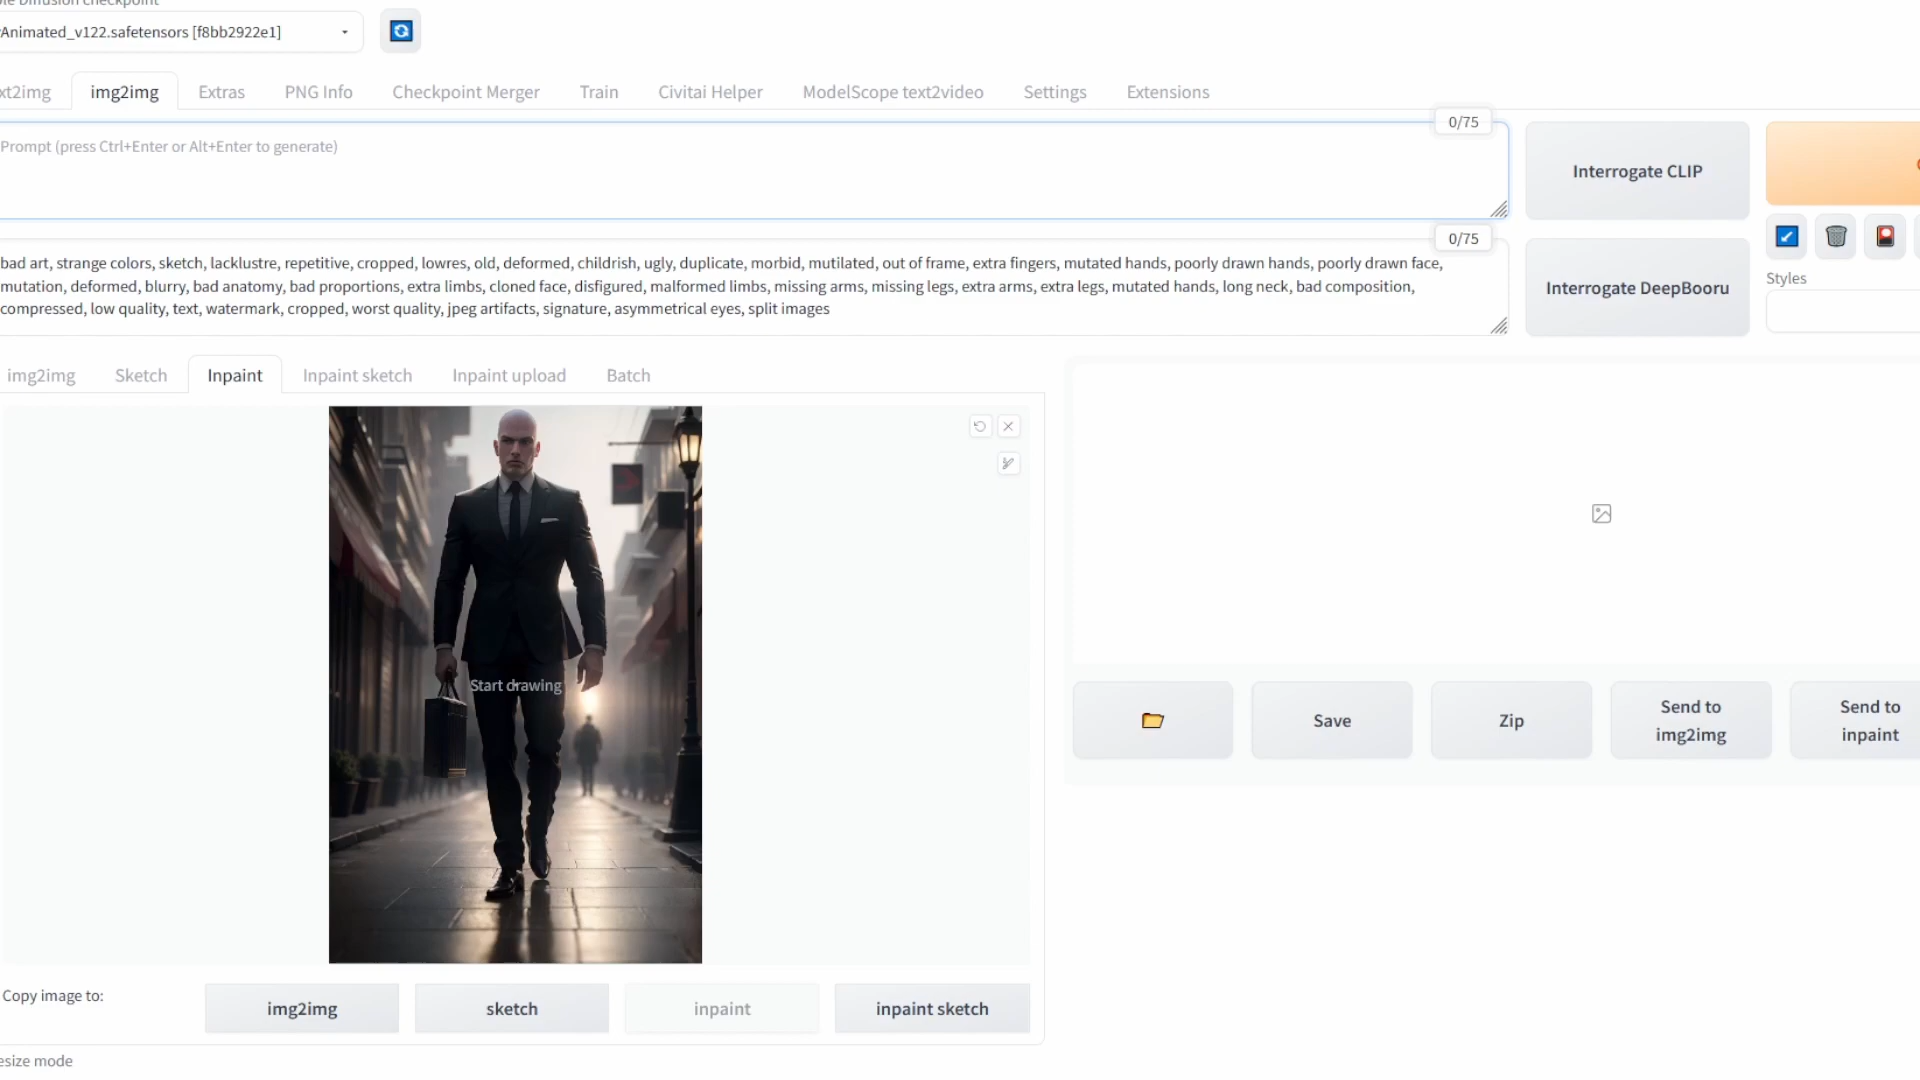 ble Diffusion checkpoint
Animated_v122.safetensors [f8bb2922e1]
xt2img img2img Extras PNG Info Checkpoint Merger Train Civitai Helper ModelScope text2video Settings Extensions
0/75
Prompt (press Ctrl+Enter or Alt+Enter to generate)
Interrogate CLIP
0/75
bad art, strange colors, sketch, lacklustre, repetitive, cropped, lowres, old, deformed, childrish, ugly, duplicate, morbid, mutilated, out of frame, extra fingers, mutated hands, poorly drawn hands, poorly drawn face,
mutation, deformed, blurry, bad anatomy, bad proportions, extra limbs, cloned face, disfigured, malformed limbs, missing arms, missing legs, extra arms, extra legs, mutated hands, long neck, bad composition,
compressed, low quality, text, watermark, cropped, worst quality, jpeg artifacts, signature, asymmetrical eyes, split images
Interrogate DeepBooru
Styles
img2img Sketch Inpaint Inpaint sketch Inpaint upload Batch
Start drawing
Save
Zip
Send to
img2img
Send to
inpaint
Copy image to:
img2img
sketch
inpaint
inpaint sketch
esize mode